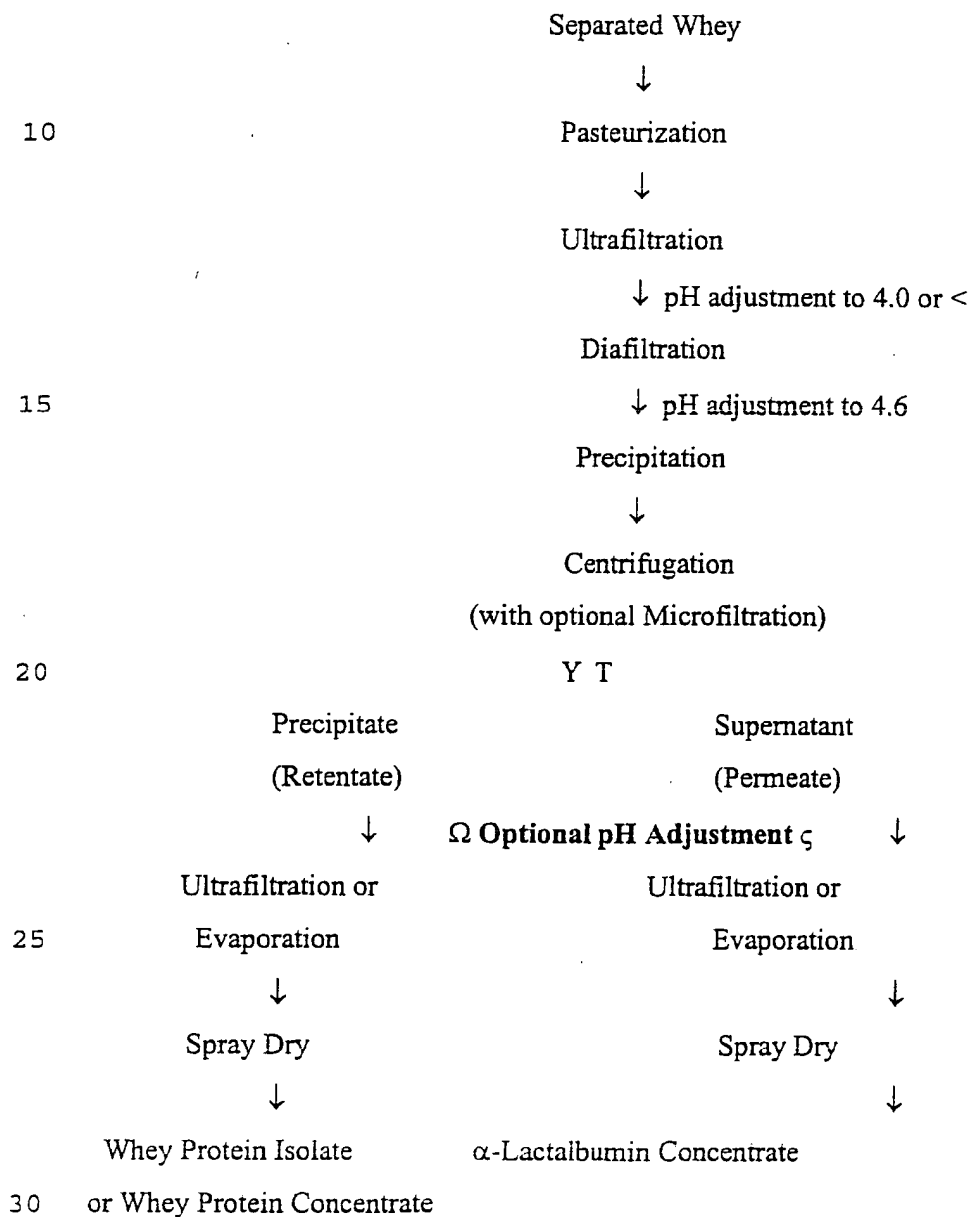 Separated Whey
↓
10 Pasteurization
↓
Ultrafiltration
↓ pH adjustment to 4.0 or <
Diafiltration
15 ↓ pH adjustment to 4.6
Precipitation
↓
Centrifugation
(with optional Microfiltration)
20 Y T
Precipitate Supernatant
(Retentate) (Permeate)
↓ Ω Optional pH Adjustment ς ↓
Ultrafiltration or Ultrafiltration or
25 Evaporation Evaporation
↓ ↓
Spray Dry Spray Dry
↓ ↓
Whey Protein Isolate α-Lactalbumin Concentrate
30 or Whey Protein Concentrate